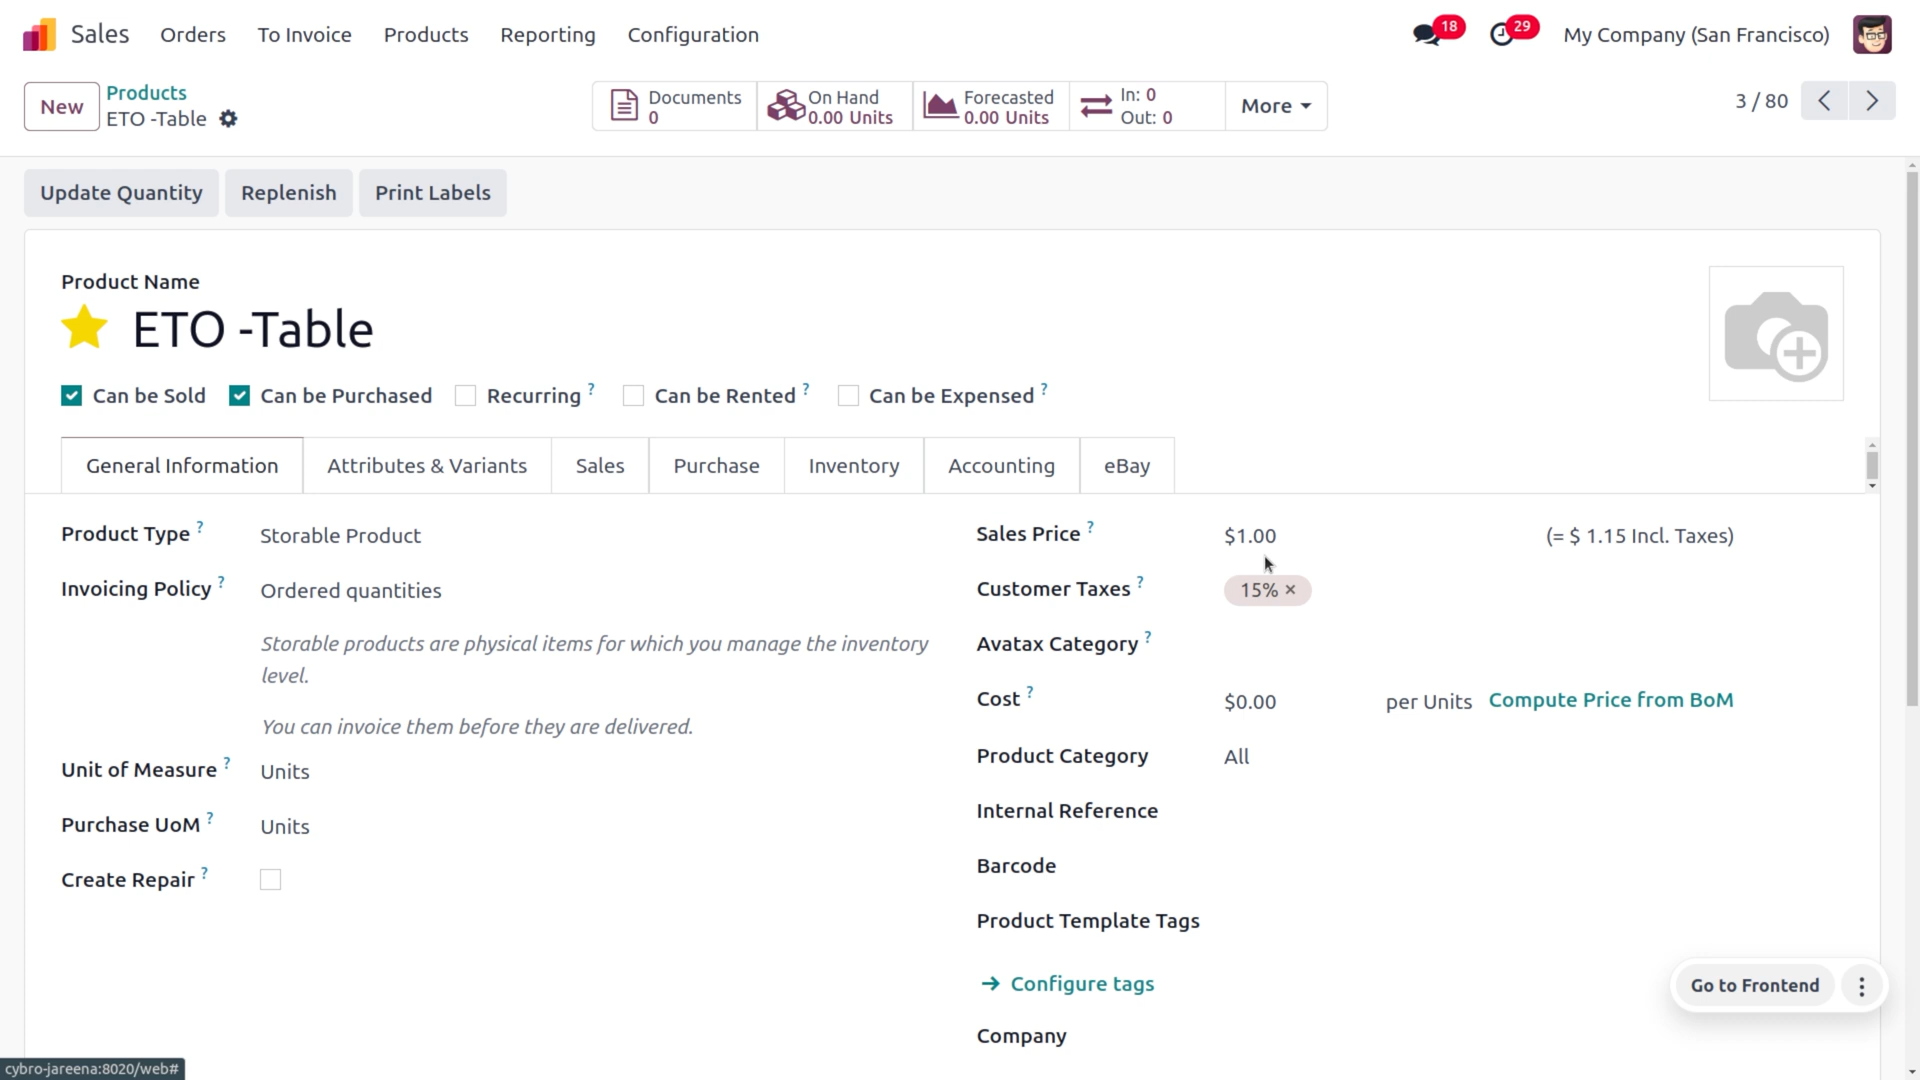 Sales Orders To Invoice Products Reporting Configuration 18 29 My Company (San Francisco)
New Products
ETO -Table
Documents
0
On Hand
0.00 Units
Forecasted
0.00 Units
In: 0
Out: 0
More
3 / 80
Update Quantity Replenish Print Labels
Product Name
ETO -Table
Can be Sold Can be Purchased Recurring ? Can be Rented ? Can be Expensed ?
General Information Attributes & Variants Sales Purchase Inventory Accounting eBay
Product Type ? Storable Product
Invoicing Policy ? Ordered quantities
Storable products are physical items for which you manage the inventory
level.
You can invoice them before they are delivered.
Unit of Measure ? Units
Purchase UoM ? Units
Create Repair ?
Sales Price ? $1.00 (= $ 1.15 Incl. Taxes)
Customer Taxes ? 15% ×
Avatax Category ?
Cost ? $0.00 per Units Compute Price from BoM
Product Category All
Internal Reference
Barcode
Product Template Tags
→ Configure tags
Company
Go to Frontend
cybro-jareena:8020/web#